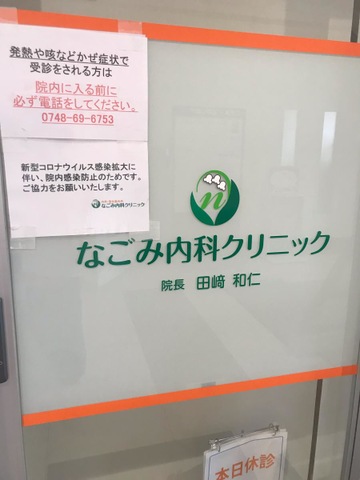 発熱や咳などかぜ症状で
受診をされる方は
院内に入る前に
必ず電話をしてください。
0748-69-6753
新型コロナウイルス感染拡大に
伴い、院内感染防止のためです。
ご協力をお願いいたします。
なごみ内科クリニック
n
なごみ内科クリニック
院長 田﨑 和仁
本日休診